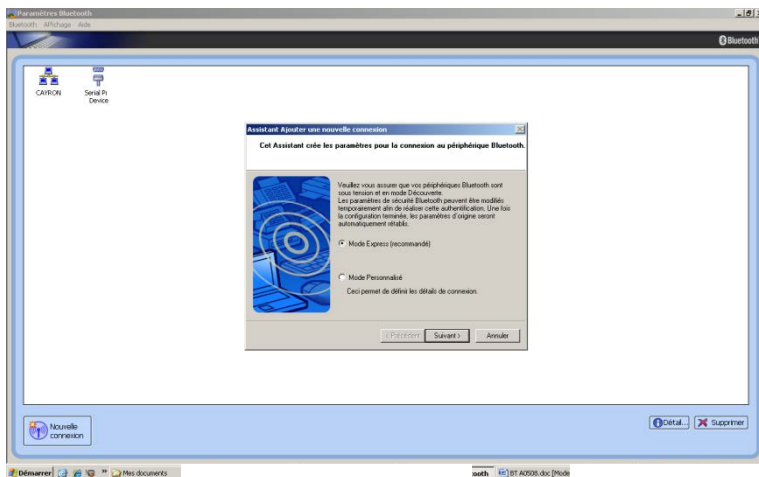 Paramètres Bluetooth
Bluetooth Affichage Aide
Bluetooth
CAYRON
Serial Pr
Device
Assistant Ajouter une nouvelle connexion
Cet Assistant crée les paramètres pour la connexion au périphérique Bluetooth.
Veuillez vous assurer que vos périphériques Bluetooth sont
sous tension et en mode Découverte.
Les paramètres de sécurité Bluetooth peuvent être modifiés
temporairement afin de réaliser cette authentification. Une fois
la configuration terminée, les paramètres d'origine seront
automatiquement rétablis.
Mode Express (recommandé)
Mode Personnalisé
Ceci permet de définir les détails de connexion.
< Précédent Suivant > Annuler
Nouvelle
connexion
Détail... Supprimer
Démarrer » Mes documents ooth BT A0508.doc [Mode